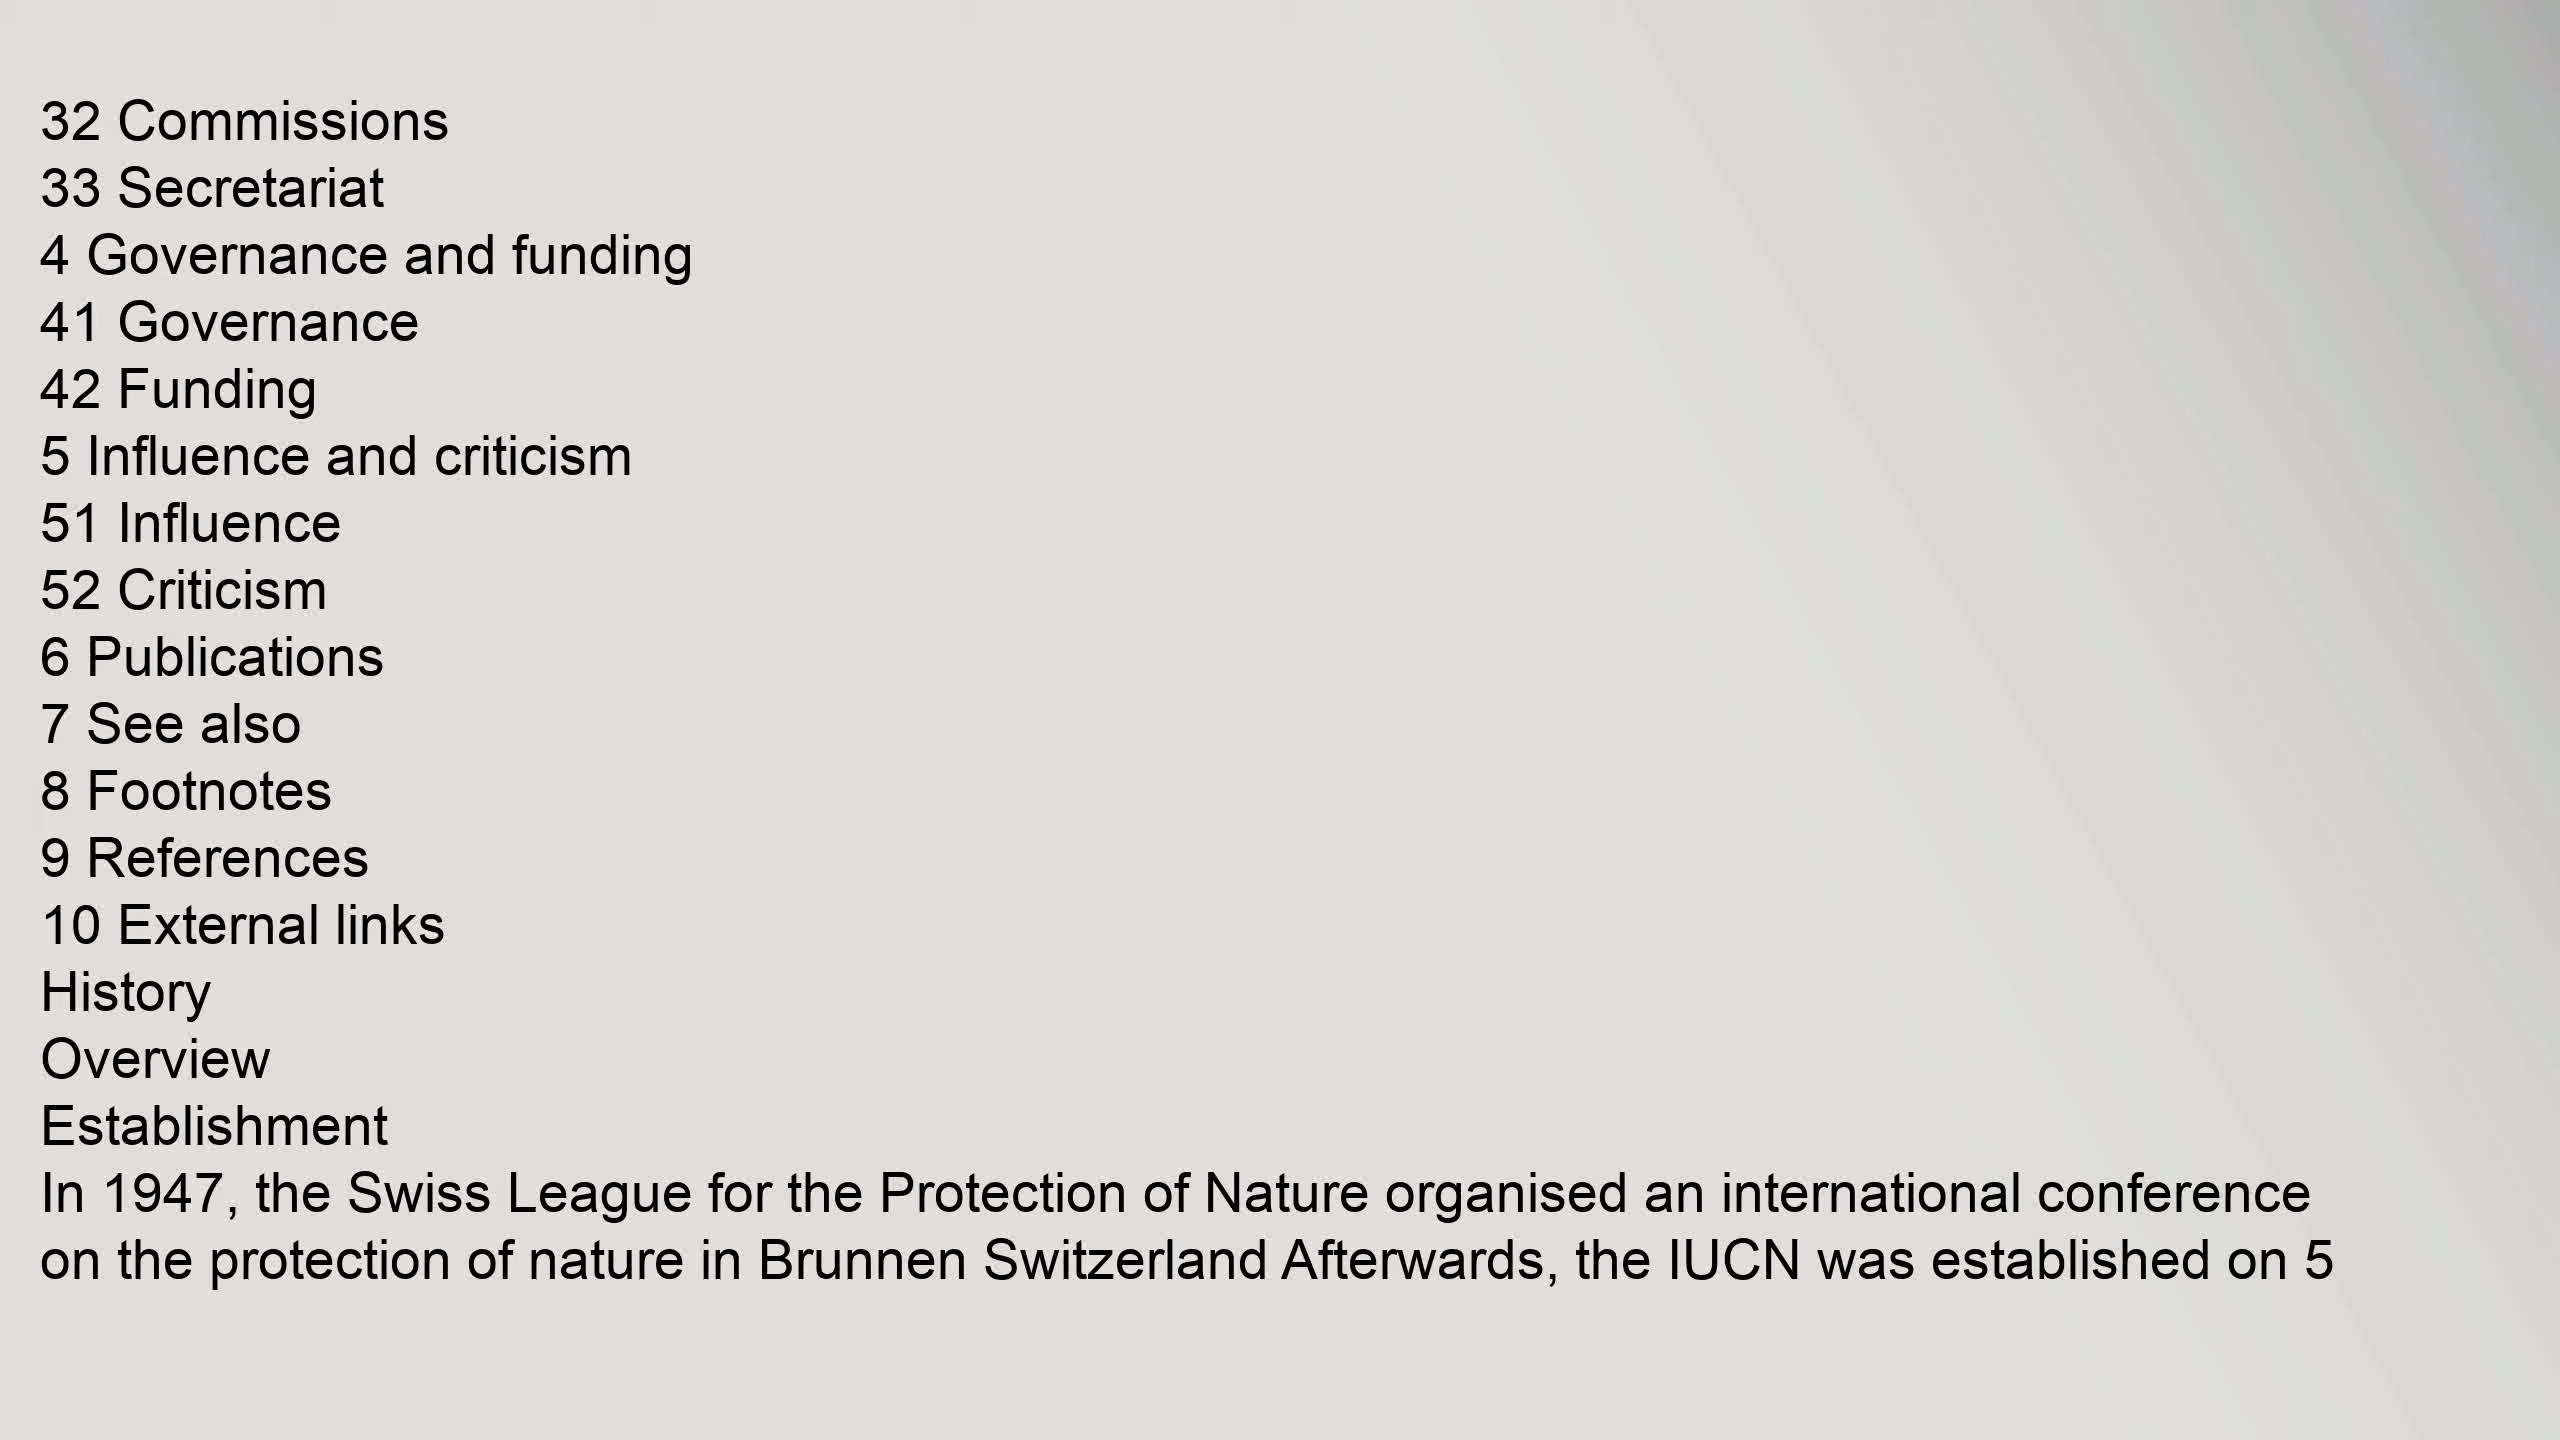 32 Commissions
33 Secretariat
4 Governance and funding
41 Governance
42 Funding
5 Influence and criticism
51 Influence
52 Criticism
6 Publications
7 See also
8 Footnotes
9 References
10 External links
History
Overview
Establishment
In 1947, the Swiss League for the Protection of Nature organised an international conference
on the protection of nature in Brunnen Switzerland Afterwards, the IUCN was established on 5